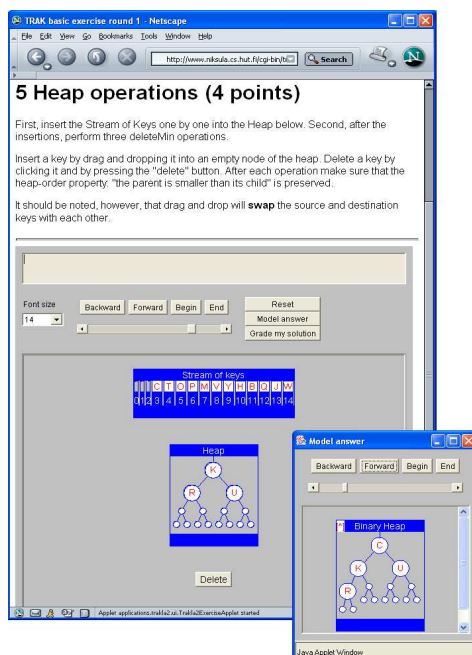 TRAK basic exercise round 1 - Netscape
File Edit View Go Bookmarks Tools Window Help
http://www.niksula.cs.hut.fi/cgi-bin/b
Search
N
5 Heap operations (4 points)
First, insert the Stream of Keys one by one into the Heap below. Second, after the
insertions, perform three deleteMin operations.
Insert a key by drag and dropping it into an empty node of the heap. Delete a key by
clicking it and by pressing the "delete" button. After each operation make sure that the
heap-order property: "the parent is smaller than its child" is preserved.
It should be noted, however, that drag and drop will swap the source and destination
keys with each other.
Font size
14
Backward Forward Begin End
Reset
Model answer
Grade my solution
Stream of keys
C T O P M V Y H B Q J W
0 1 2 3 4 5 6 7 8 9 10 11 12 13 14
Heap
K
R U
Delete
Applet applications.trakla2.ui.Trakla2ExerciseApplet started
Model answer
Backward Forward Begin End
Binary Heap
C
K U
R
Java Applet Window